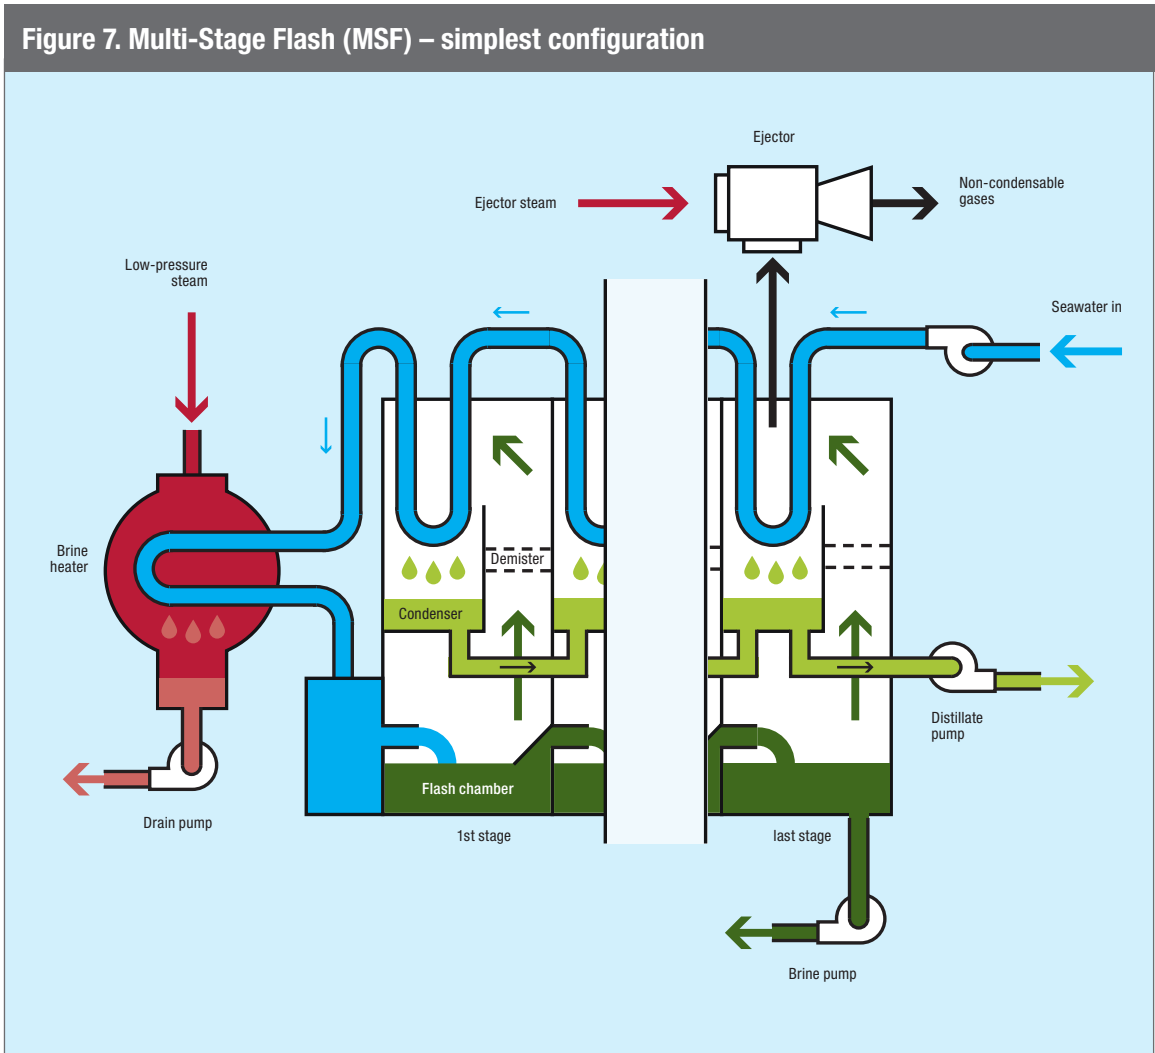 Figure 7. Multi-Stage Flash (MSF) – simplest configuration
Ejector
Ejector steam
Non-condensable
gases
Low-pressure
steam
Seawater in
Brine
heater
Demister
Condenser
Distillate
pump
Flash chamber
Drain pump
1st stage
last stage
Brine pump